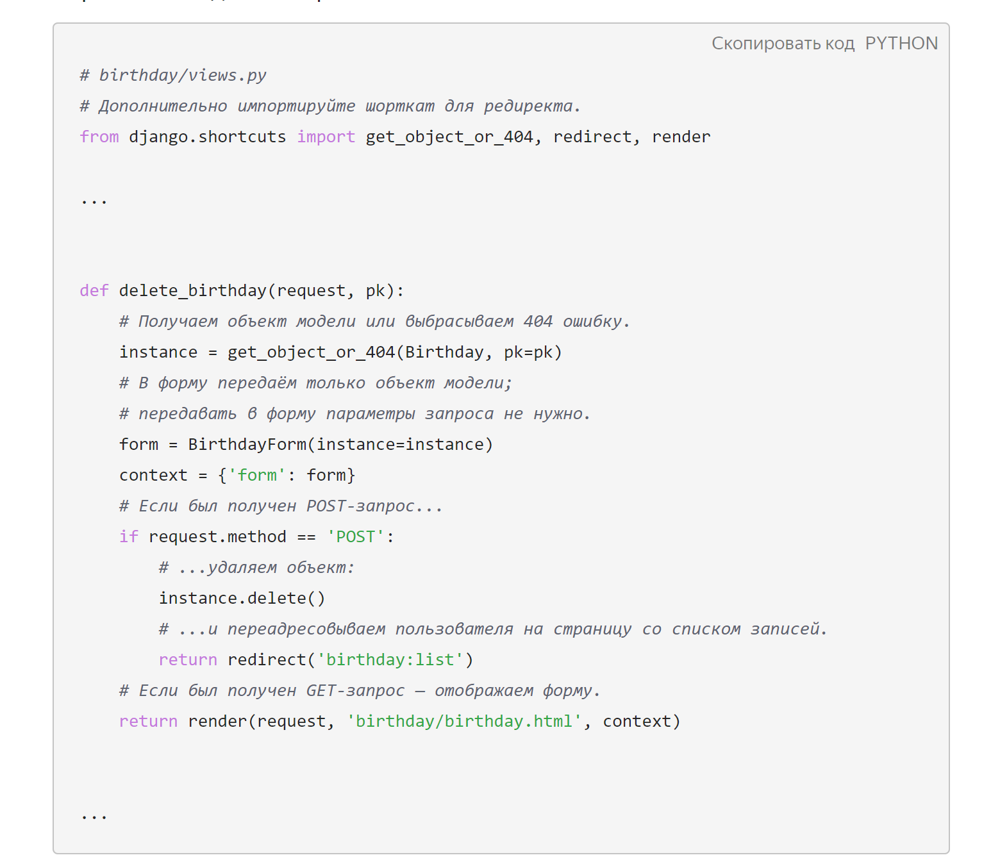 Скопировать код PYTHON
# birthday/views.py
# Дополнительно импортируйте шорткат для редиректа.
from django.shortcuts import get_object_or_404, redirect, render
...
def delete_birthday(request, pk):
    # Получаем объект модели или выбрасываем 404 ошибку.
    instance = get_object_or_404(Birthday, pk=pk)
    # В форму передаём только объект модели;
    # передавать в форму параметры запроса не нужно.
    form = BirthdayForm(instance=instance)
    context = {'form': form}
    # Если был получен POST-запрос...
    if request.method == 'POST':
        # ...удаляем объект:
        instance.delete()
        # ...и переадресовываем пользователя на страницу со списком записей.
        return redirect('birthday:list')
    # Если был получен GET-запрос — отображаем форму.
    return render(request, 'birthday/birthday.html', context)
...